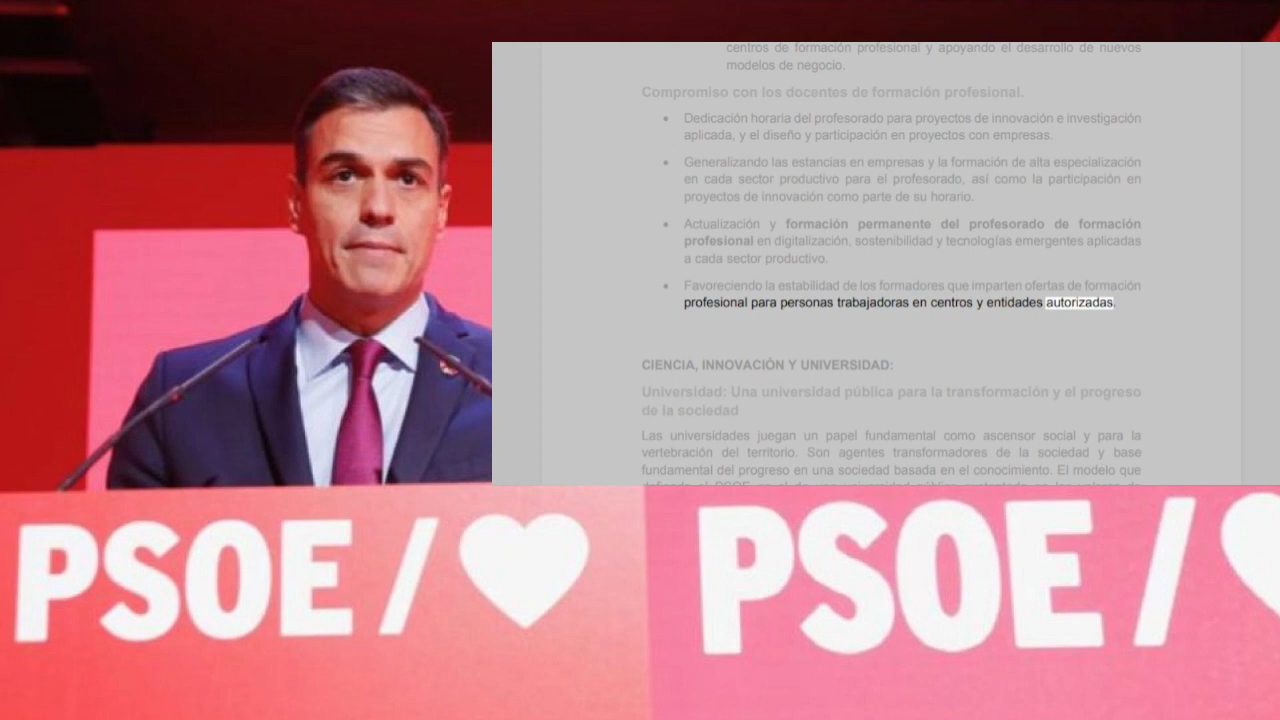 centros de formación profesional y apoyando el desarrollo de nuevos
modelos de negocio.
Compromiso con los docentes de formación profesional.
• Dedicación horaria del profesorado para proyectos de innovación e investigación
aplicada, y el diseño y participación en proyectos con empresas.
• Generalizando las estancias en empresas y la formación de alta especialización
en cada sector productivo para el profesorado, así como la participación en
proyectos de innovación como parte de su horario.
• Actualización y formación permanente del profesorado de formación
profesional en digitalización, sostenibilidad y tecnologías emergentes aplicadas
a cada sector productivo.
• Favoreciendo la estabilidad de los formadores que imparten ofertas de formación
profesional para personas trabajadoras en centros y entidades autorizadas.
CIENCIA, INNOVACIÓN Y UNIVERSIDAD:
Universidad: Una universidad pública para la transformación y el progreso
de la sociedad
Las universidades juegan un papel fundamental como ascensor social y para la
vertebración del territorio. Son agentes transformadores de la sociedad y base
fundamental del progreso en una sociedad basada en el conocimiento. El modelo que
PSOE /
PSOE /